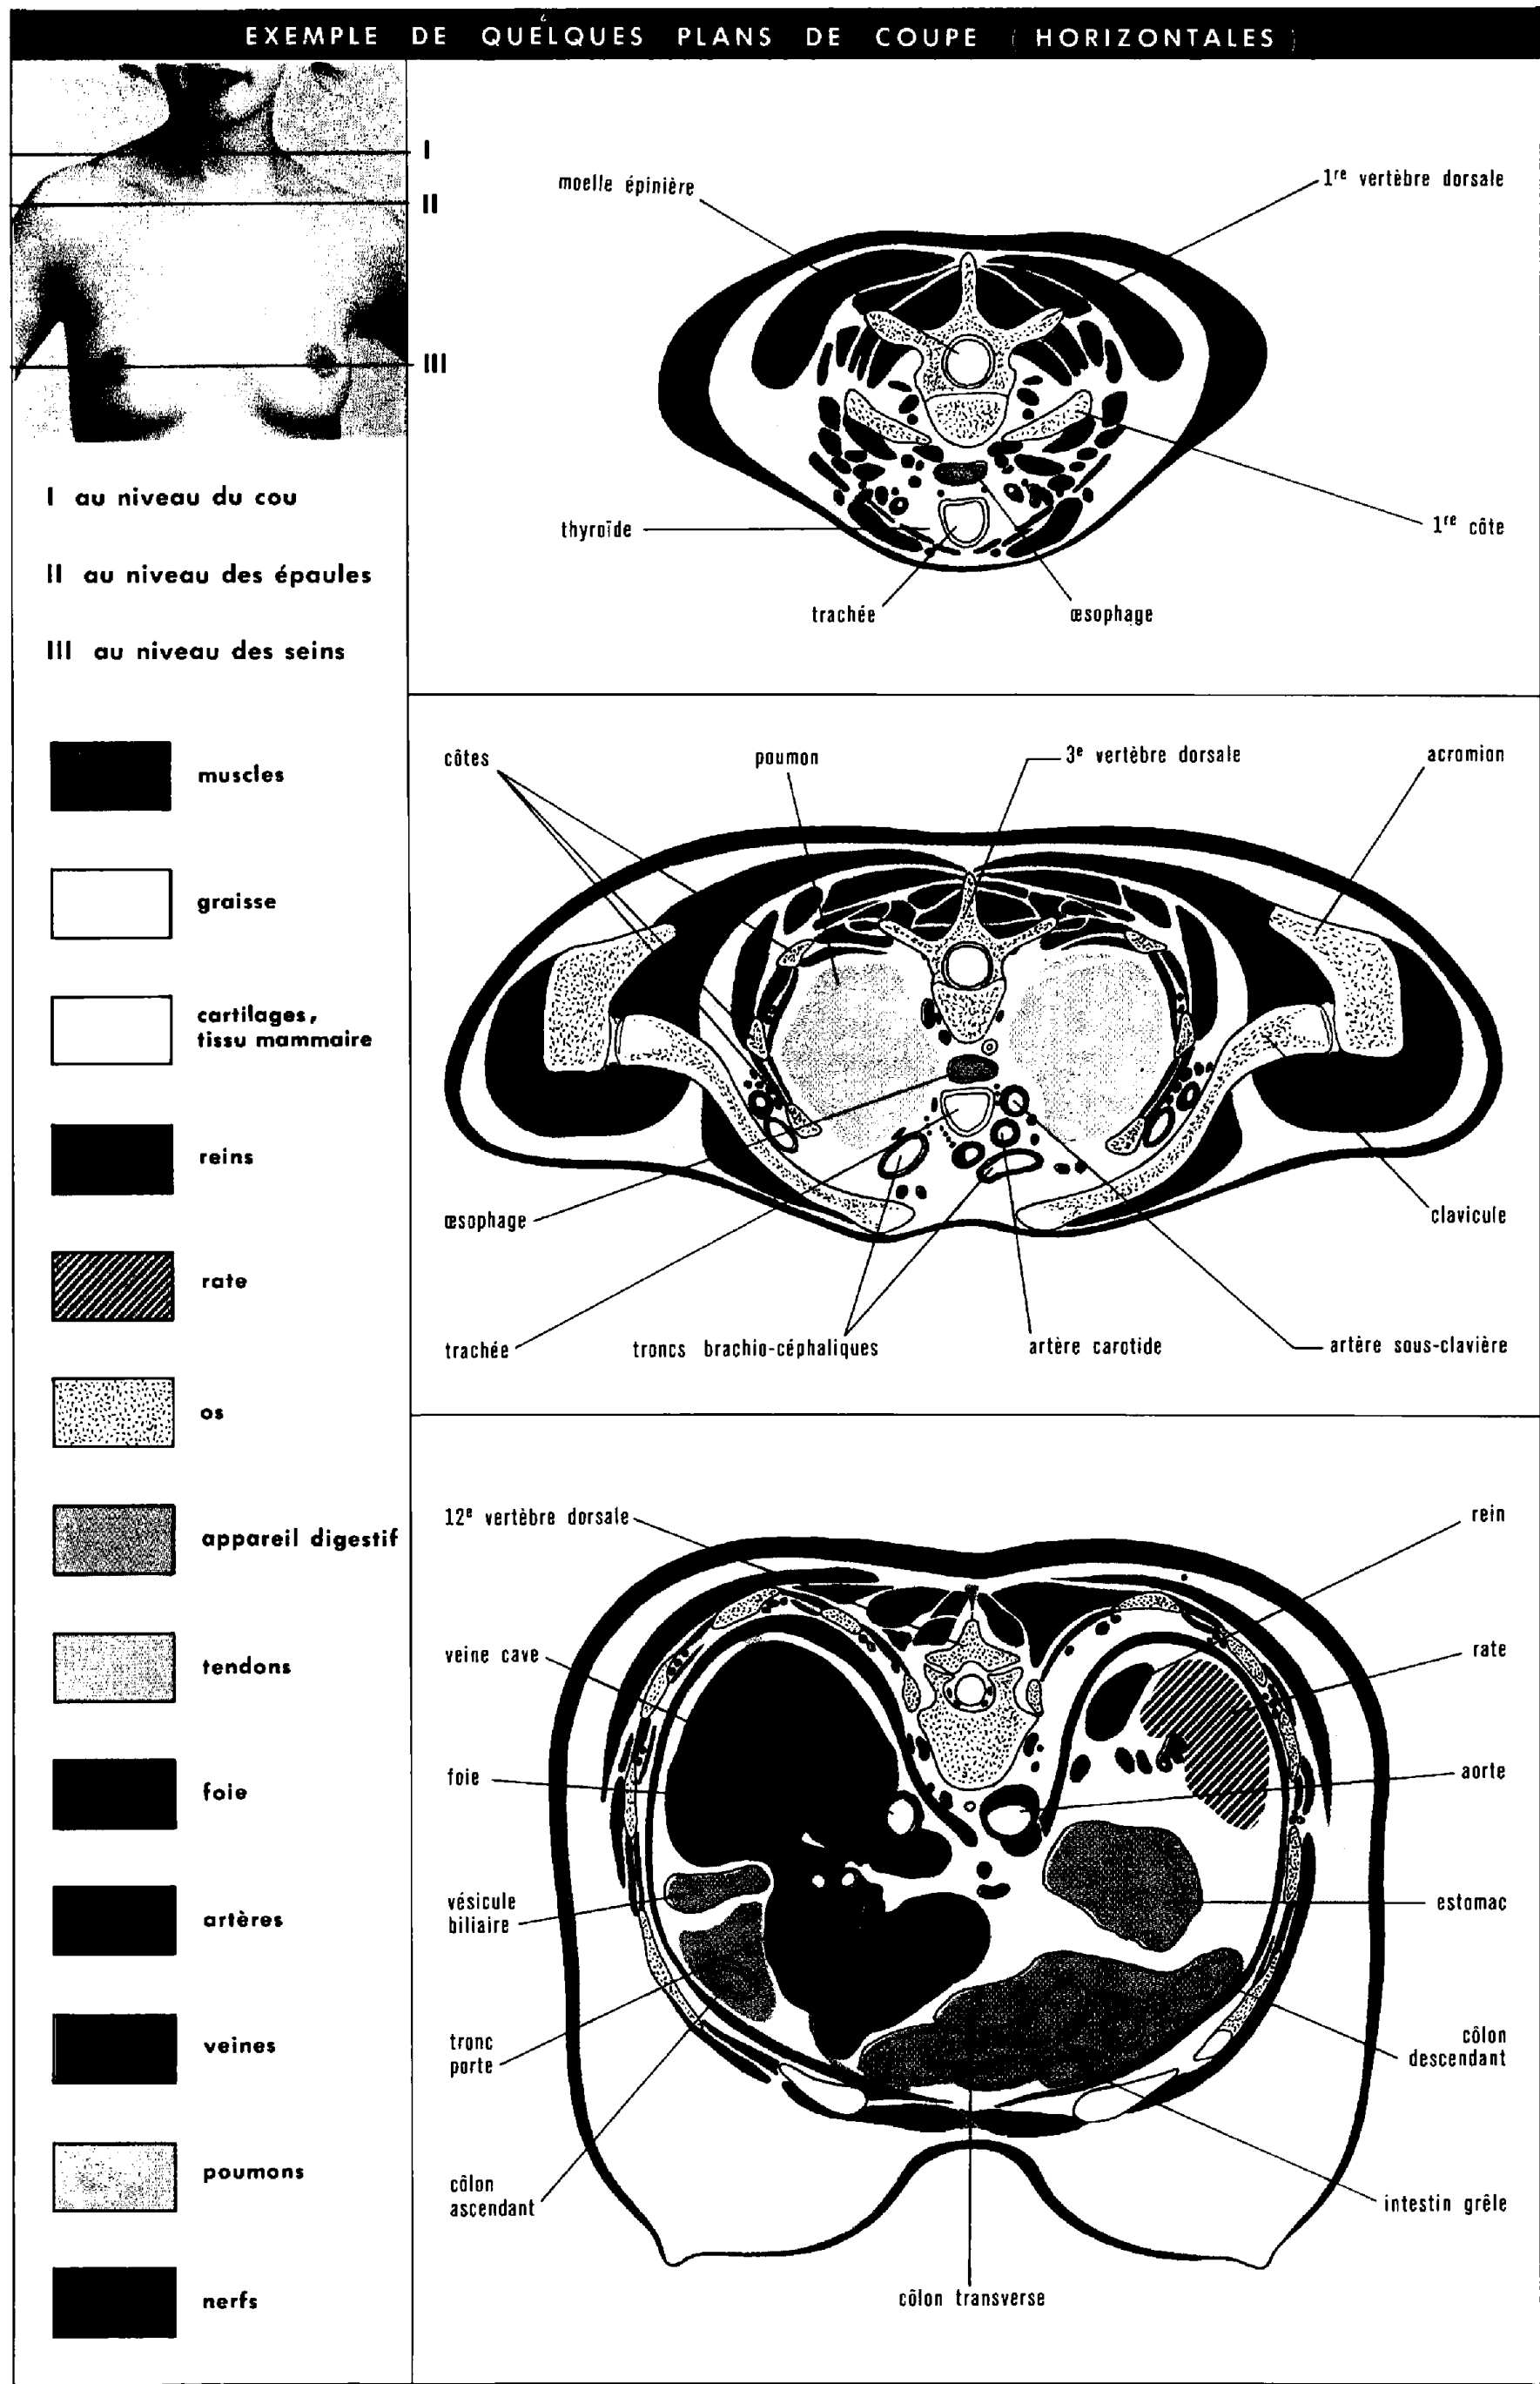 EXEMPLE DE QUÉLQUES PLANS DE COUPE (HORIZONTALES)
I
II
III
I au niveau du cou
II au niveau des épaules
III au niveau des seins
muscles
graisse
cartilages,
tissu mammaire
reins
rate
os
appareil digestif
tendons
foie
artères
veines
poumons
nerfs
moelle épinière
1re vertèbre dorsale
thyroïde
1re côte
trachée
œsophage
côtes
poumon
3e vertèbre dorsale
acromion
œsophage
clavicule
trachée
troncs brachio-céphaliques
artère carotide
artère sous-clavière
12e vertèbre dorsale
rein
veine cave
rate
foie
aorte
vésicule
biliaire
estomac
tronc
porte
côlon
descendant
côlon
ascendant
intestin grêle
côlon transverse